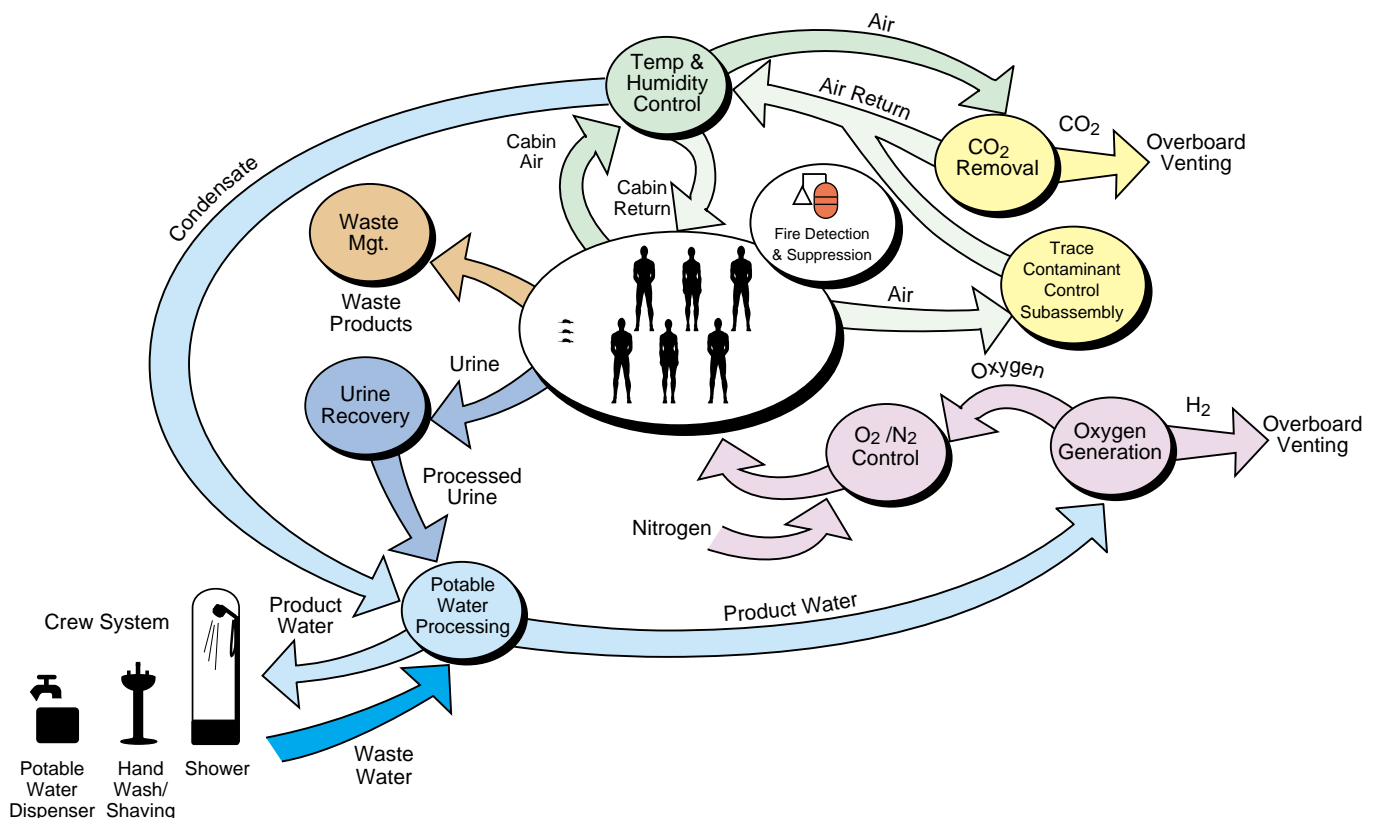 Air
Temp &
Humidity
Control
Air Return
CO2
Overboard
Venting
CO2
Removal
Cabin
Air
Condensate
Cabin
Return
Waste
Mgt.
Fire Detection
& Suppression
Trace
Contaminant
Control
Subassembly
Waste
Products
Air
Urine
Oxygen
Urine
Recovery
H2
Overboard
Venting
O2 /N2
Control
Oxygen
Generation
Processed
Urine
Nitrogen
Potable
Water
Processing
Product
Water
Product Water
Crew System
Waste
Water
Potable
Water
Dispenser
Hand
Wash/
Shaving
Shower